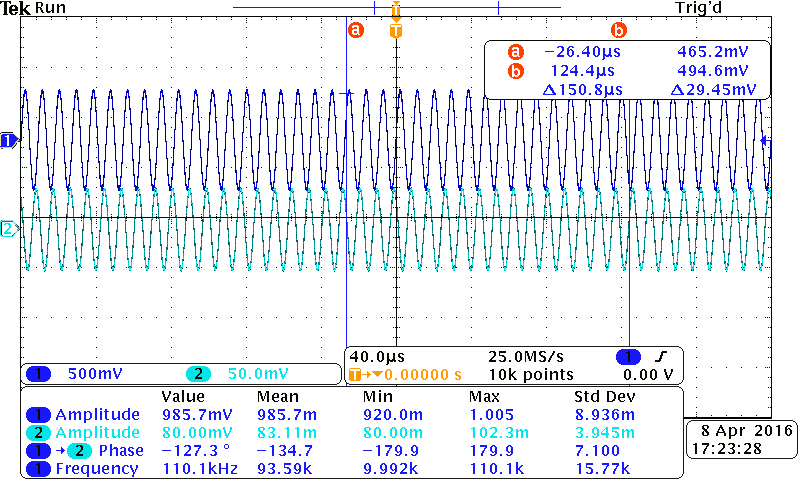 Tek Run Trig'd
T
a b
T
a −26.40µs 465.2mV
b 124.4µs 494.6mV
Δ150.8µs Δ29.45mV
1
2
1 500mV 2 50.0mV
40.0µs 25.0MS/s 1
T→▼0.00000 s 10k points 0.00 V
Value Mean Min Max Std Dev
1 Amplitude 985.7mV 985.7m 920.0m 1.005 8.936m
2 Amplitude 80.00mV 83.11m 80.00m 102.3m 3.945m
1→2 Phase −127.3 ° −134.7 −179.9 179.9 7.100
1 Frequency 110.1kHz 93.59k 9.992k 110.1k 15.77k
8 Apr 2016
17:23:28